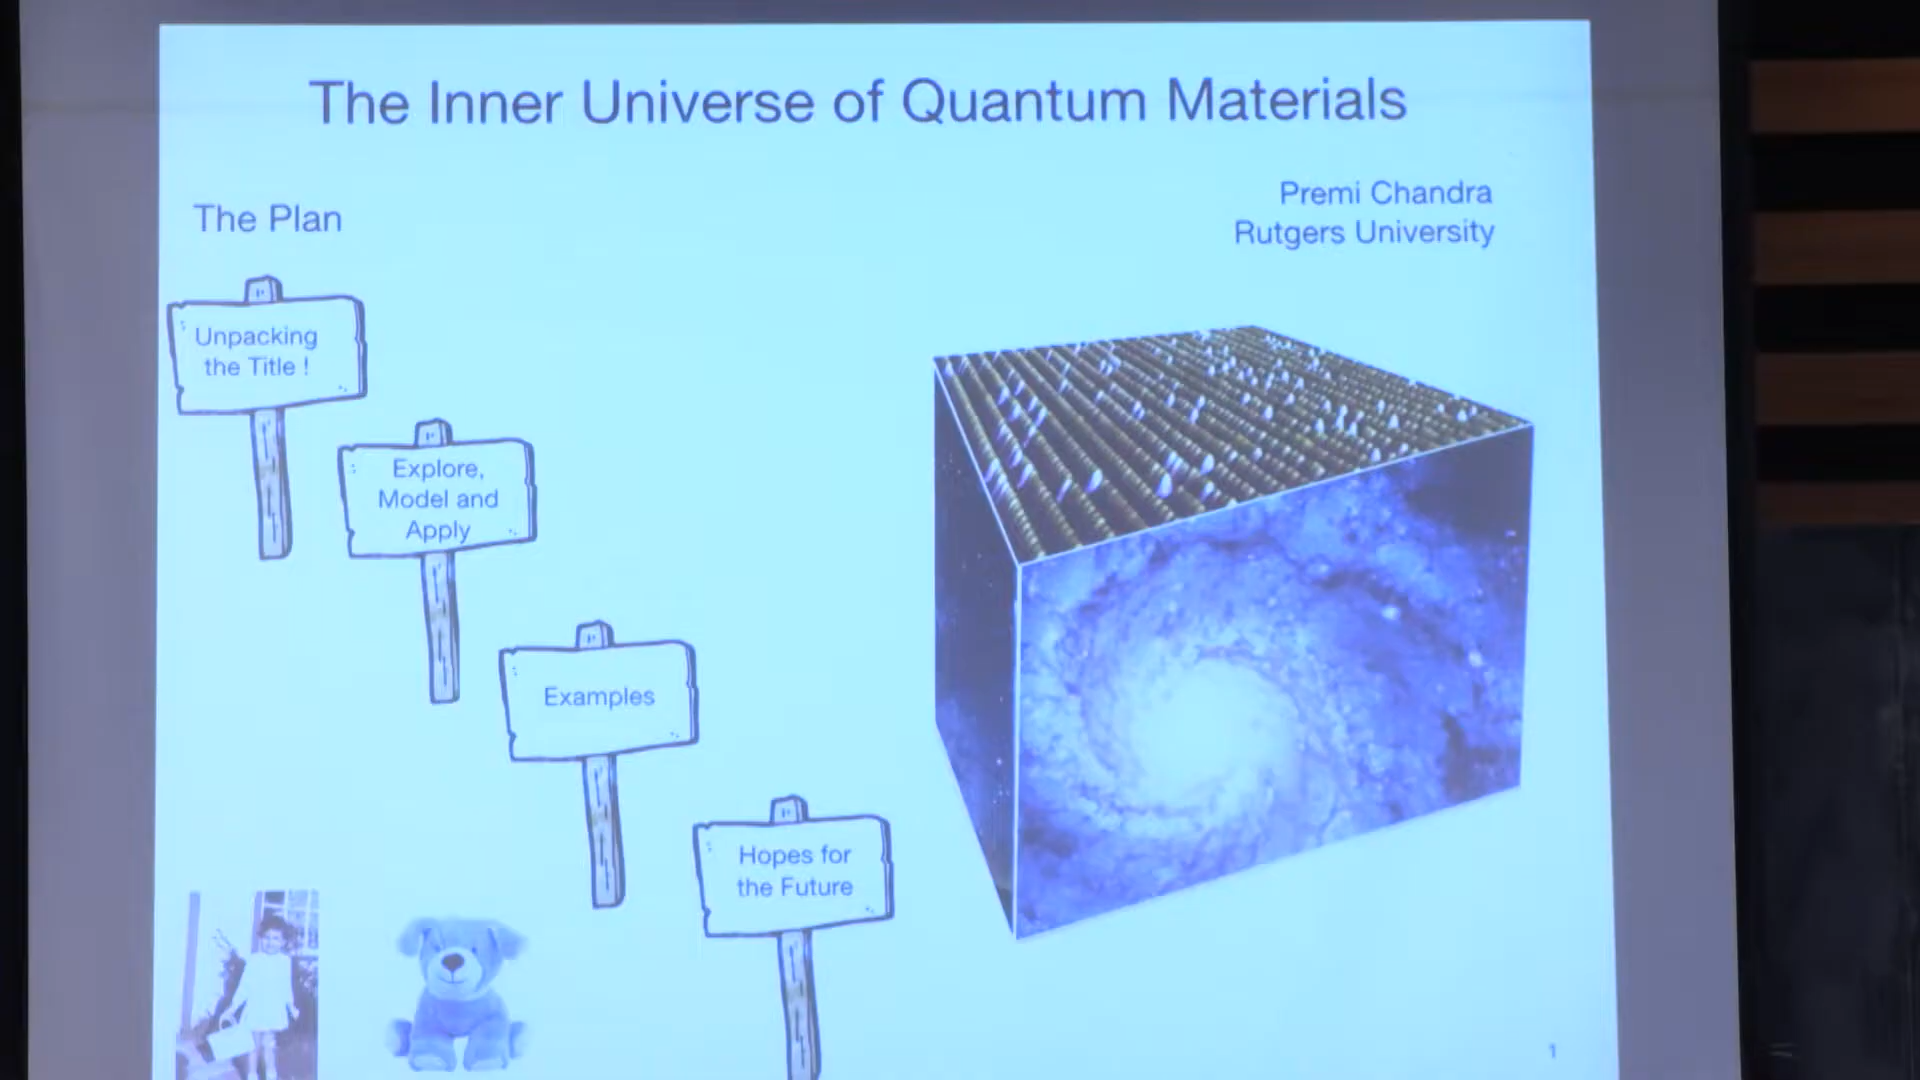 The Inner Universe of Quantum Materials
Premi Chandra
Rutgers University
The Plan
Unpacking
the Title !
Explore,
Model and
Apply
Examples
Hopes for
the Future
1